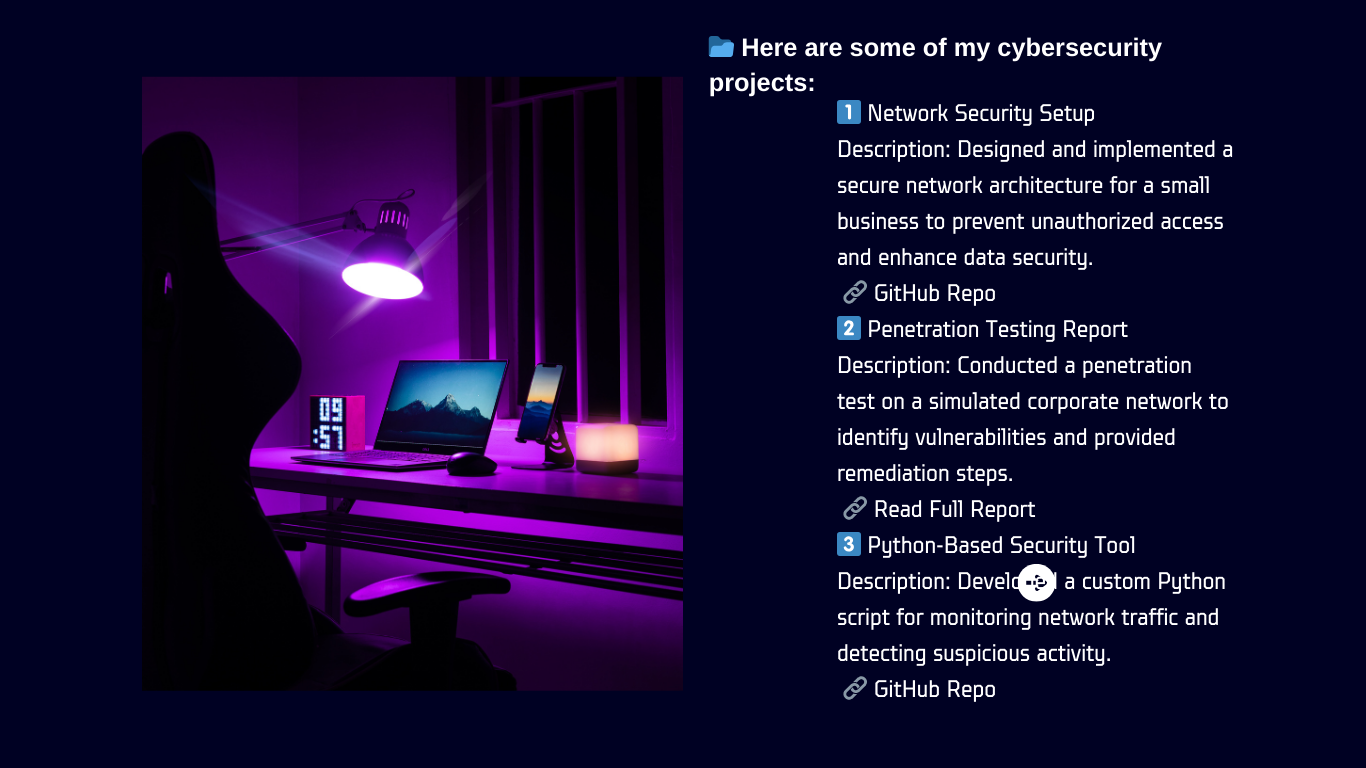 📂 Here are some of my cybersecurity
projects:
1️⃣ Network Security Setup
Description: Designed and implemented a
secure network architecture for a small
business to prevent unauthorized access
and enhance data security.
🔗 GitHub Repo
2️⃣ Penetration Testing Report
Description: Conducted a penetration
test on a simulated corporate network to
identify vulnerabilities and provided
remediation steps.
🔗 Read Full Report
3️⃣ Python-Based Security Tool
Description: a custom Python
script for monitoring network traffic and
detecting suspicious activity.
🔗 GitHub Repo
09
:57